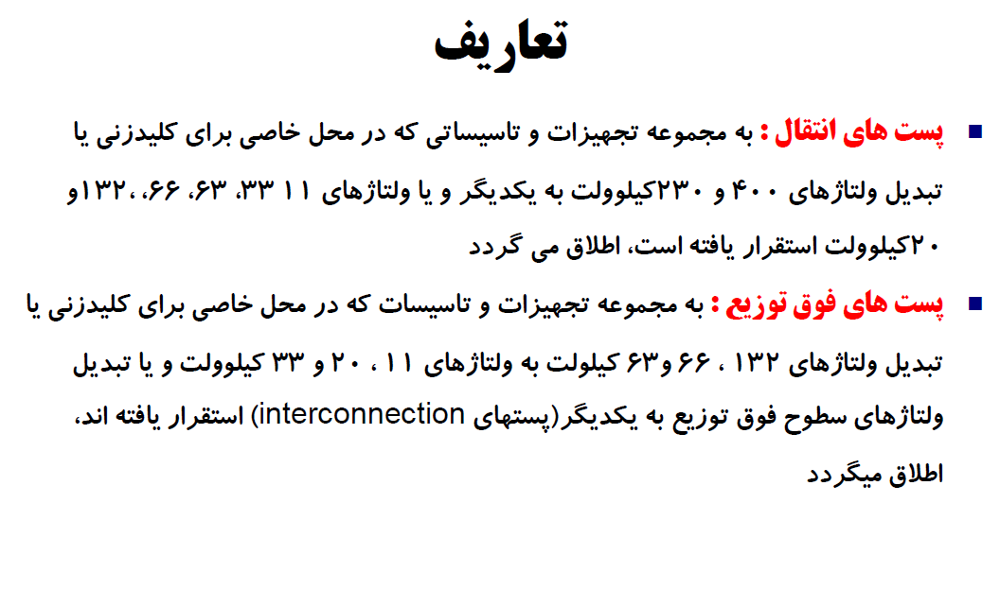 تعاریف
پست های انتقال : به مجموعه تجهیزات و تاسیساتی که در محل خاصی برای کلیدزنی یا
تبدیل ولتاژهای ۴۰۰ و ۲۳۰کیلوولت به یکدیگر و یا ولتاژهای ۱۱ ۳۳، ۶۳، ۶۶، ،۱۳۲و
۲۰کیلوولت استقرار یافته است، اطلاق می گردد
پست های فوق توزیع : به مجموعه تجهیزات و تاسیسات که در محل خاصی برای کلیدزنی یا
تبدیل ولتاژهای ۱۳۲ ، ۶۶ و۶۳ کیلولت به ولتاژهای ۱۱ ، ۲۰ و ۳۳ کیلوولت و یا تبدیل
ولتاژهای سطوح فوق توزیع به یکدیگر(پستهای interconnection) استقرار یافته اند،
اطلاق میگردد